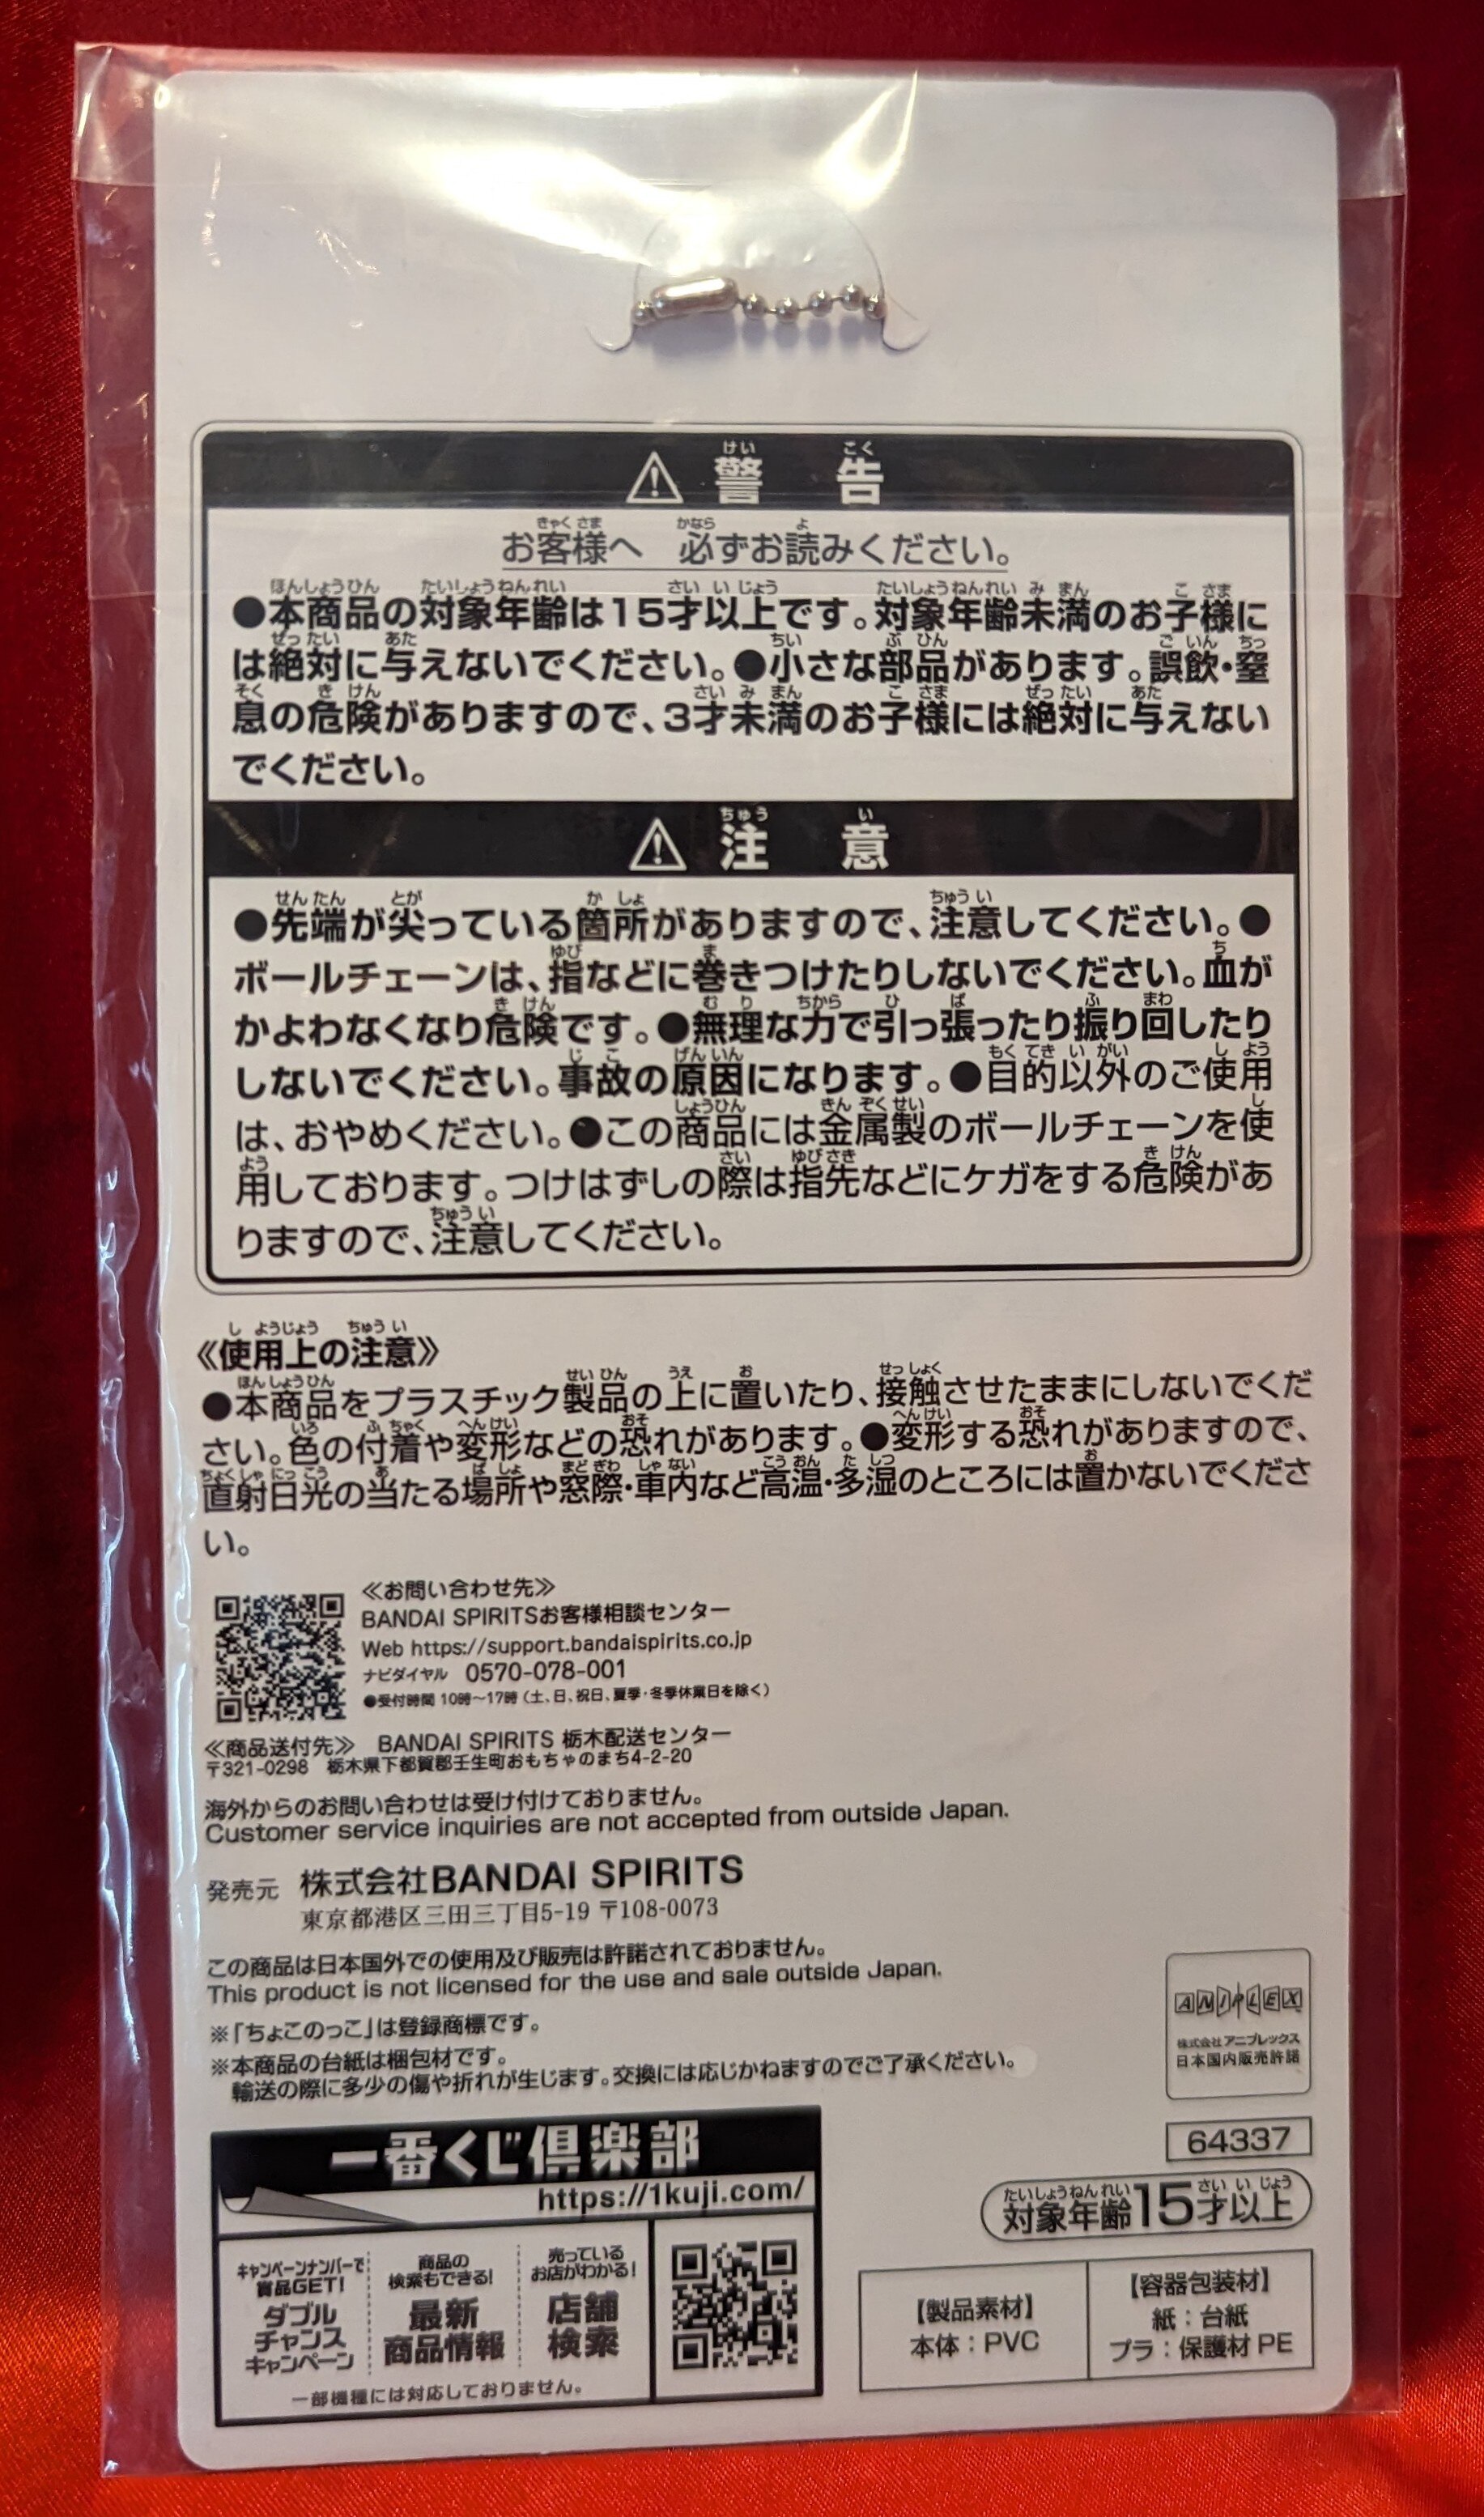 ⚠ 警告
お客様へ 必ずお読みください。
●本商品の対象年齢は15才以上です。対象年齢未満のお子様に
は絶対に与えないでください。●小さな部品があります。誤飲・窒
息の危険がありますので、3才未満のお子様には絶対に与えない
でください。
⚠ 注意
●先端が尖っている箇所がありますので、注意してください。●
ボールチェーンは、指などに巻きつけたりしないでください。血が
かよわなくなり危険です。●無理な力で引っ張ったり振り回したり
しないでください。事故の原因になります。●目的以外のご使用
は、おやめください。●この商品には金属製のボールチェーンを使
用しております。つけはずしの際は指先などにケガをする危険があ
りますので、注意してください。
《使用上の注意》
●本商品をプラスチック製品の上に置いたり、接触させたままにしないでくだ
さい。色の付着や変形などの恐れがあります。●変形する恐れがありますので、
直射日光の当たる場所や窓際・車内など高温・多湿のところには置かないでくださ
い。
≪お問い合わせ先≫
BANDAI SPIRITSお客様相談センター
Web https://support.bandaispirits.co.jp
ナビダイヤル 0570-078-001
●受付時間 10時～17時(土、日、祝日、夏季・冬季休業日を除く)
≪商品送付先≫ BANDAI SPIRITS 栃木配送センター
〒321-0298 栃木県下都賀郡壬生町おもちゃのまち4-2-20
海外からのお問い合わせは受け付けておりません。
Customer service inquiries are not accepted from outside Japan.
発売元 株式会社BANDAI SPIRITS
東京都港区三田三丁目5-19 〒108-0073
この商品は日本国外での使用及び販売は許諾されておりません。
This product is not licensed for the use and sale outside Japan.
※「ちょこのっこ」は登録商標です。
※本商品の台紙は梱包材です。
輸送の際に多少の傷や折れが生じます。交換には応じかねますのでご了承ください。
ANIPLEX
株式会社 アニプレックス
日本国内販売許諾
64337
対象年齢15才以上
一番くじ倶楽部
https://1kuji.com/
キャンペーンナンバーで
賞品GET!
ダブル
チャンス
キャンペーン
商品の
検索もできる!
最新
商品情報
売っている
お店がわかる!
店舗
検索
一部機種には対応しておりません。
【製品素材】
本体:PVC
【容器包装材】
紙:台紙
プラ:保護材 PE